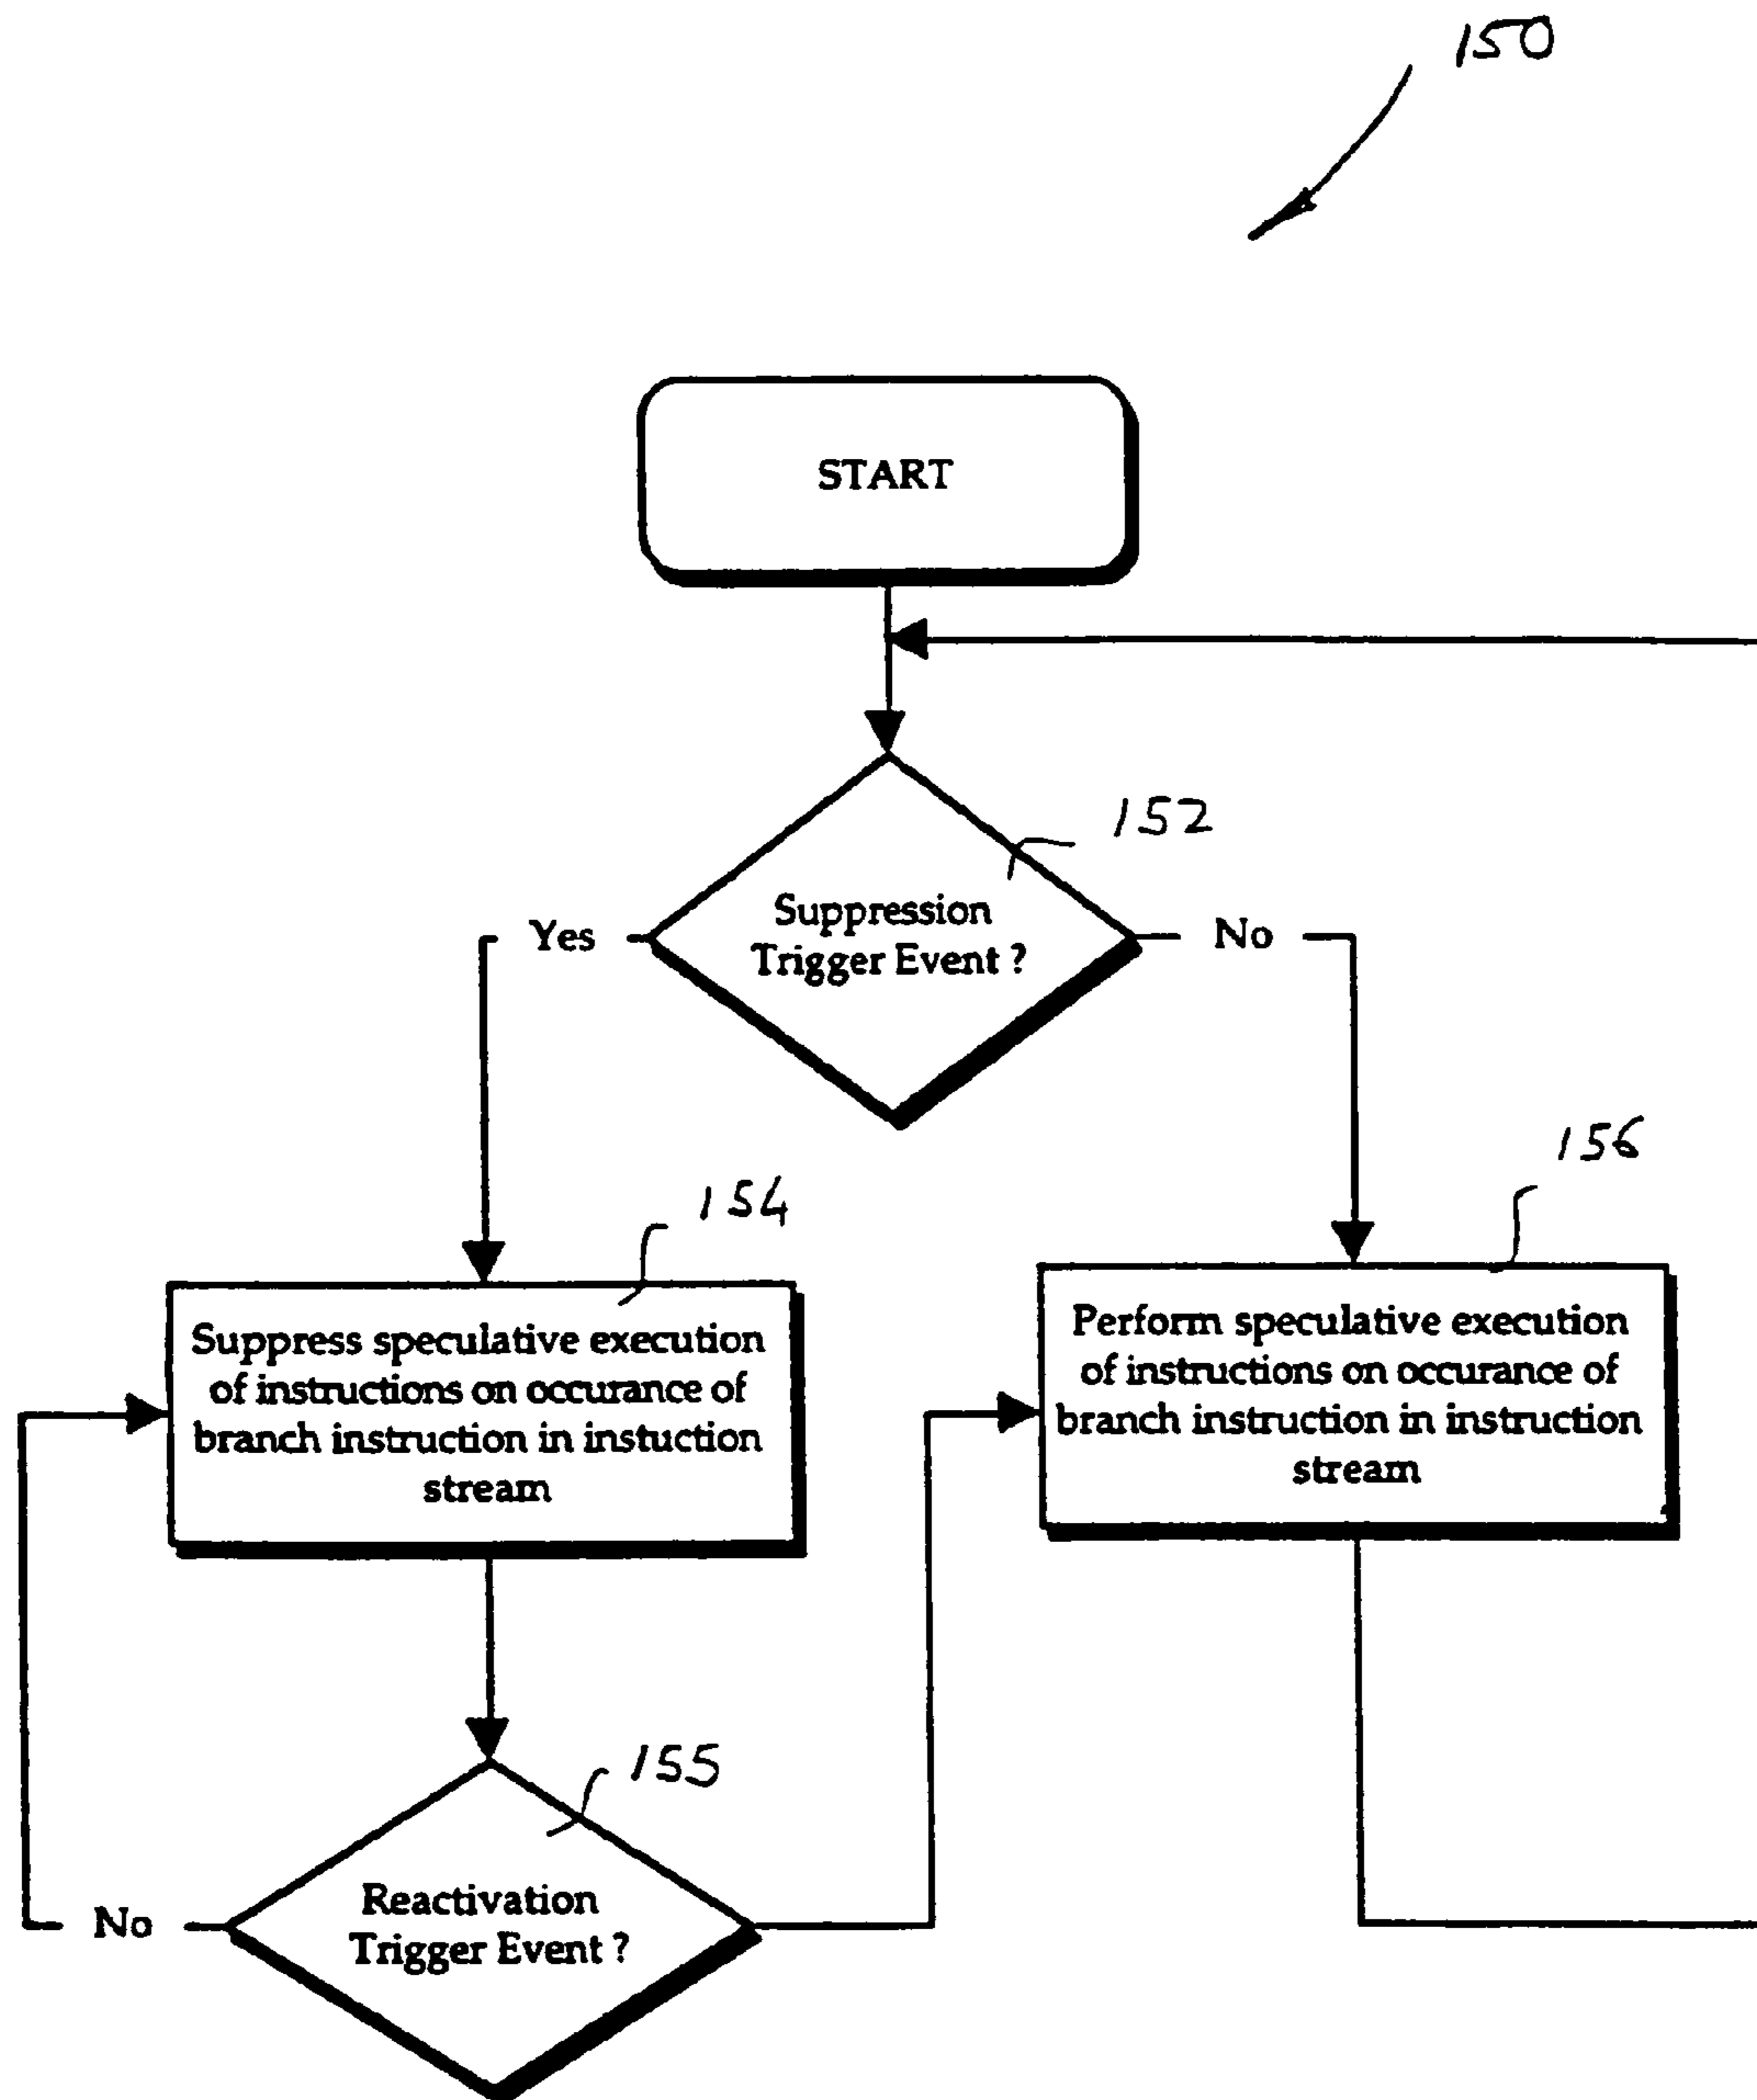 150
START
152
Suppression
Trigger Event ?
Yes
No
154
156
Suppress speculative execution
of instructions on occurance of
branch instruction in instuction
stream
Perform speculative execution
of instructions on occurance of
branch instruction in instruction
stream
155
Reactivation
Trigger Event ?
No